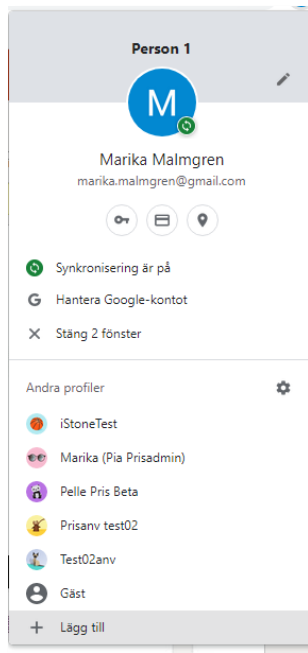 Person 1
M
Marika Malmgren
marika.malmgren@gmail.com
Synkronisering är på
G Hantera Google-kontot
Stäng 2 fönster
Andra profiler
iStoneTest
Marika (Pia Prisadmin)
Pelle Pris Beta
Prisanv test02
Test02anv
Gäst
Lägg till